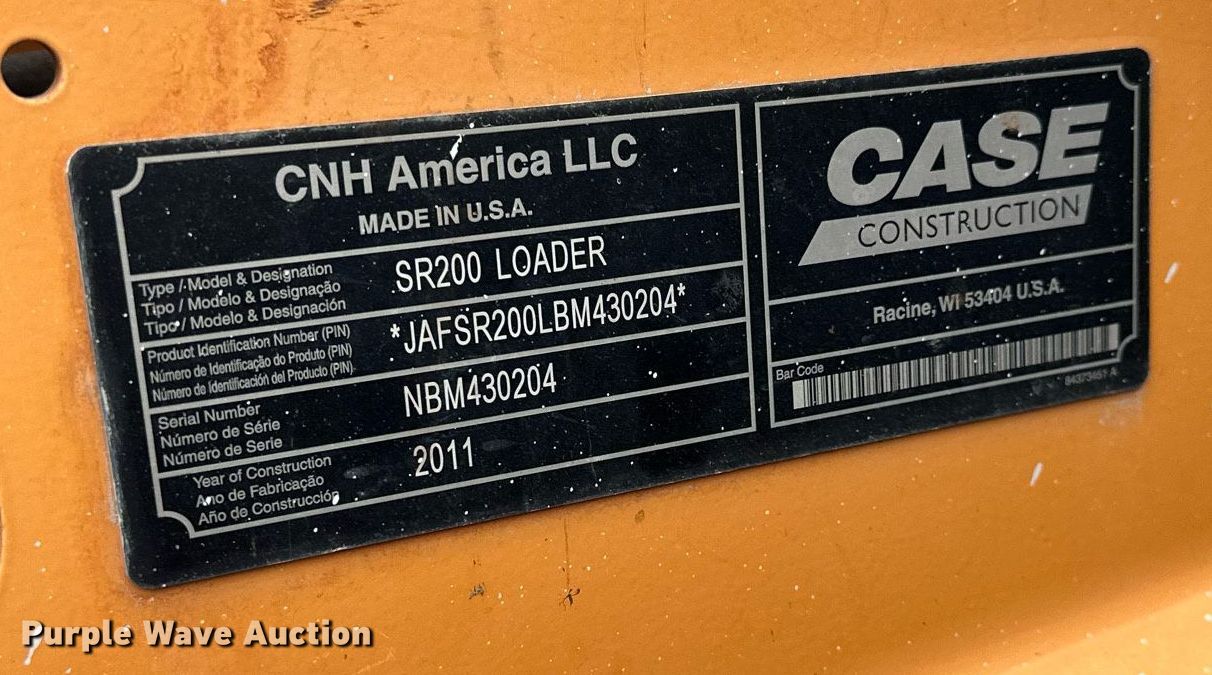 CNH America LLC
MADE IN U.S.A.
Type / Model & Designation
Tipo / Modelo & Designação
Tipo / Modelo & Designación
SR200 LOADER
Product Identification Number (PIN)
Número de Identificação do Produto (PIN)
Número de Identificación del Producto (PIN)
*JAFSR200LBM430204*
Serial Number
Número de Série
Número de Serie
NBM430204
Year of Construction
Ano de Fabricação
Año de Construcción
2011
CASE
CONSTRUCTION
Racine, WI 53404 U.S.A.
Bar Code
84373451 A
Purple Wave Auction